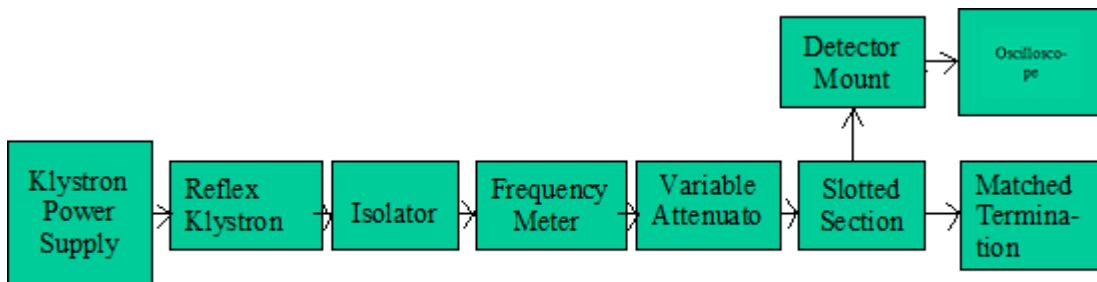 Detector
Mount
Oscillosco-
pe
Klystron
Power
Supply
Reflex
Klystron
Isolator
Frequency
Meter
Variable
Attenuato
Slotted
Section
Matched
Termina-
tion